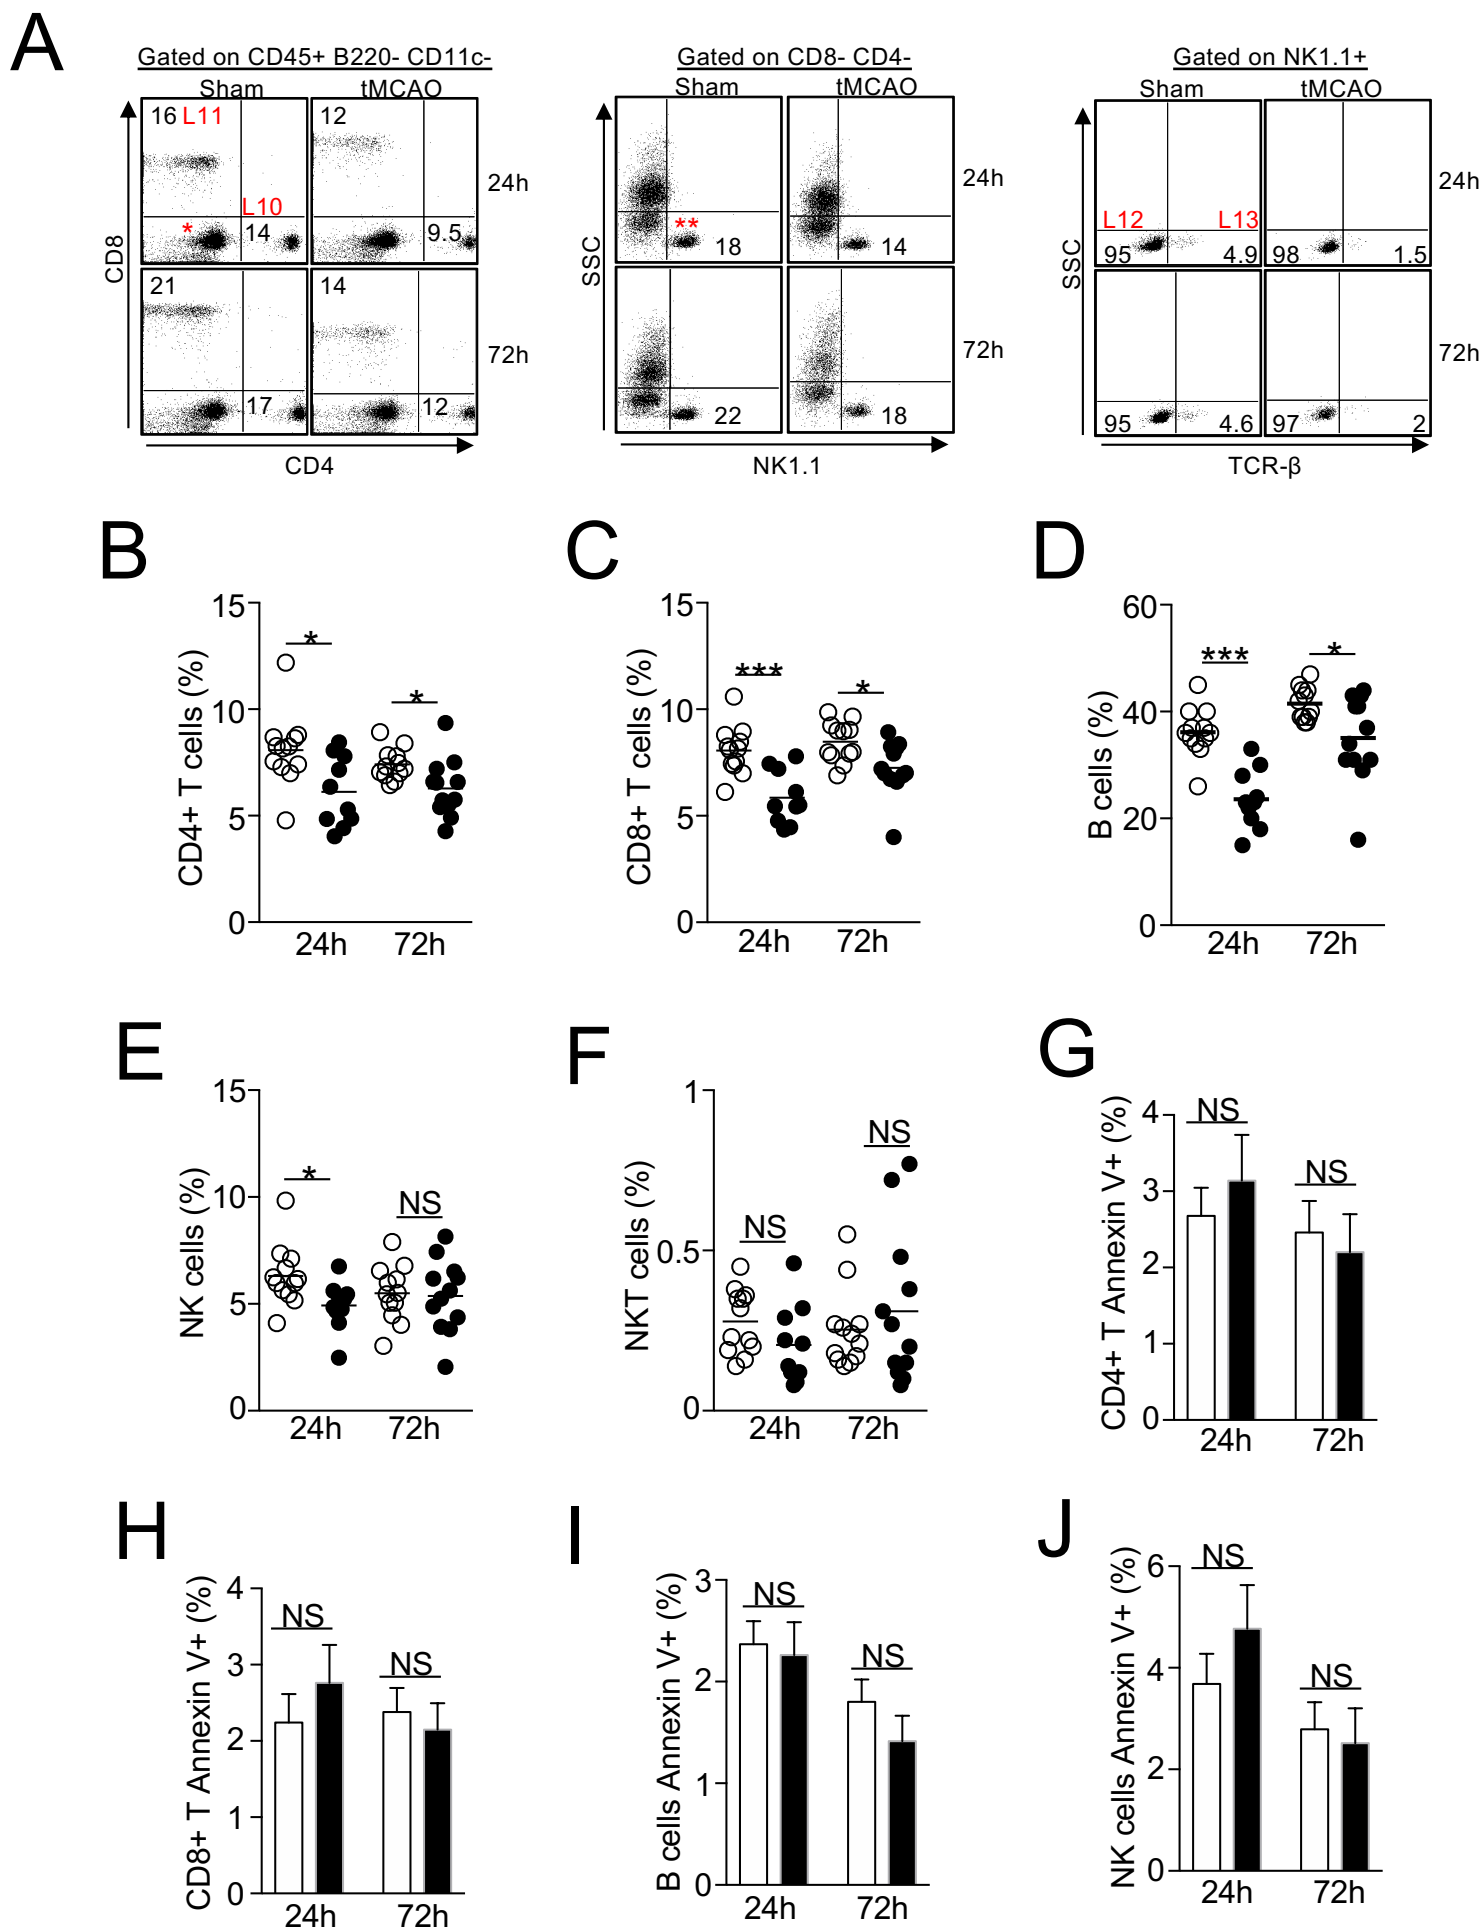 A
Gated on CD45+ B220- CD11c-
Gated on CD8- CD4-
Gated on NK1.1+
Sham
tMCAO
Sham
tMCAO
Sham
tMCAO
16 L11
12
L10
*
14
9.5
24h
**
18
14
24h
L12
L13
95
4.9
98
1.5
24h
21
14
17
12
72h
22
18
72h
95
4.6
97
2
72h
CD8
SSC
SSC
CD4
NK1.1
TCR-β
B
CD4+ T cells (%)
15
10
5
0
*
*
24h
72h
C
CD8+ T cells (%)
15
10
5
0
***
*
24h
72h
D
B cells (%)
60
40
20
0
***
*
24h
72h
E
NK cells (%)
15
10
5
0
*
NS
24h
72h
F
NKT cells (%)
1
0.5
0
NS
NS
24h
72h
G
CD4+ T Annexin V+ (%)
4
3
2
1
0
NS
NS
24h
72h
H
CD8+ T Annexin V+ (%)
4
3
2
1
0
NS
NS
24h
72h
I
B cells Annexin V+ (%)
3
2
1
0
NS
NS
24h
72h
J
NK cells Annexin V+ (%)
6
4
2
0
NS
NS
24h
72h